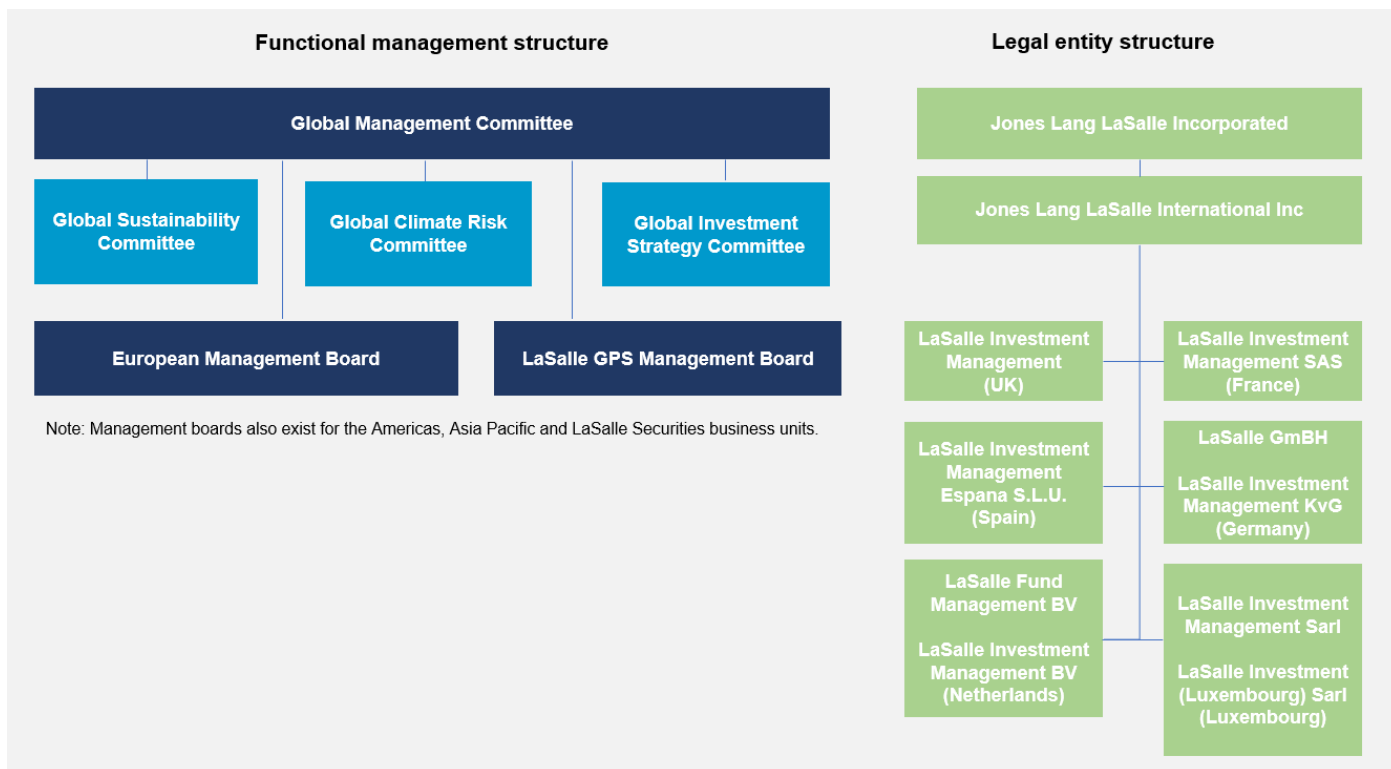 Functional management structure
Global Management Committee
Global Sustainability
Committee
Global Climate Risk
Committee
Global Investment
Strategy Committee
European Management Board
LaSalle GPS Management Board
Note: Management boards also exist for the Americas, Asia Pacific and LaSalle Securities business units.
Legal entity structure
Jones Lang LaSalle Incorporated
Jones Lang LaSalle International Inc
LaSalle Investment
Management
(UK)
LaSalle Investment
Management SAS
(France)
LaSalle Investment
Management
Espana S.L.U.
(Spain)
LaSalle GmBH
LaSalle Investment
Management KvG
(Germany)
LaSalle Fund
Management BV
LaSalle Investment
Management BV
(Netherlands)
LaSalle Investment
Management Sarl
LaSalle Investment
(Luxembourg) Sarl
(Luxembourg)